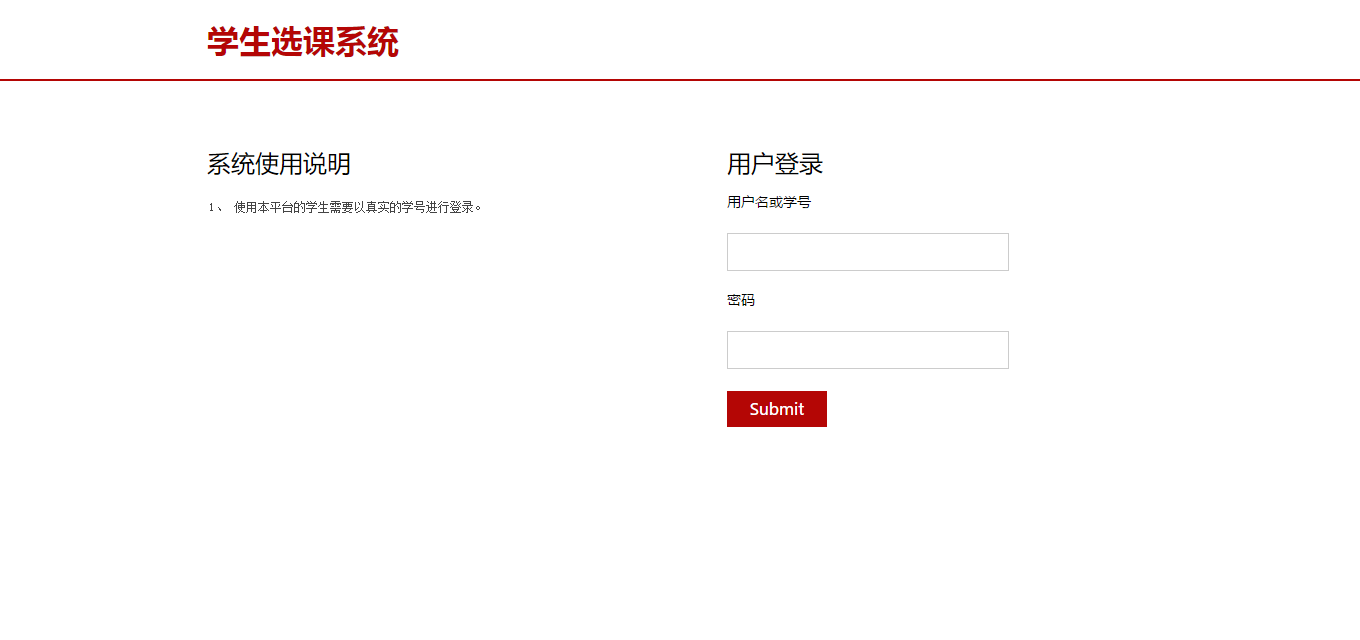 学生选课系统
系统使用说明
1、 使用本平台的学生需要以真实的学号进行登录。
用户登录
用户名或学号
密码
Submit